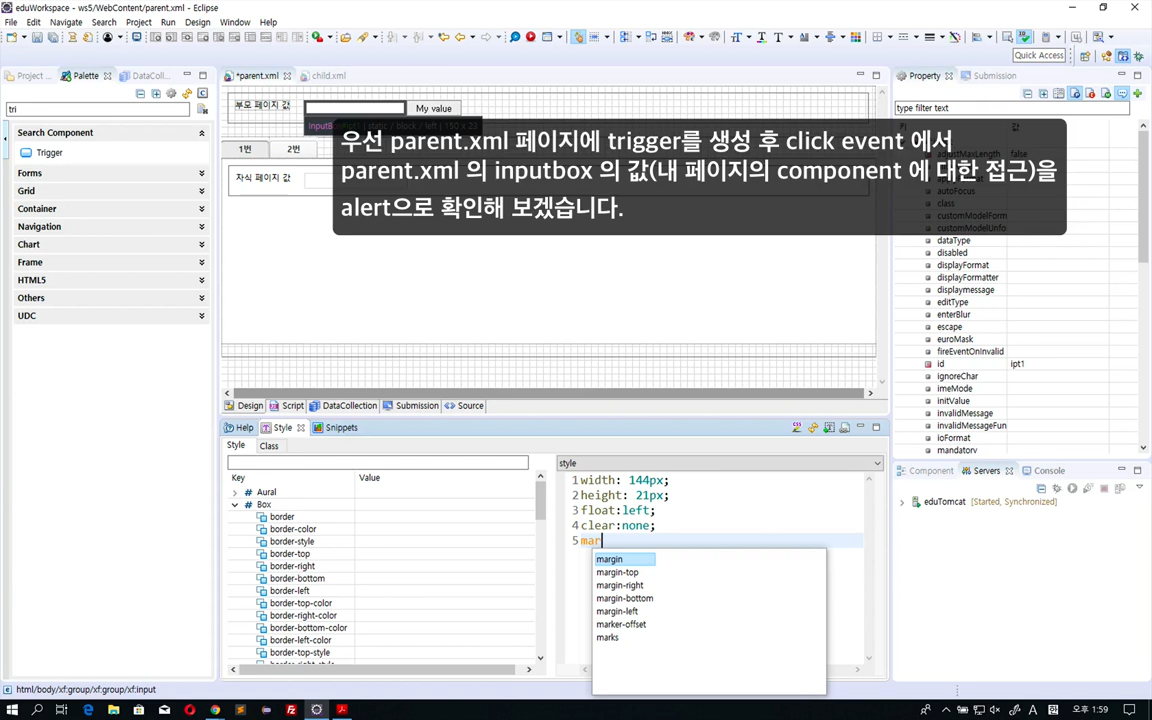 eduWorkspace - ws5/WebContent/parent.xml - Eclipse
File Edit Navigate Search Project Run Design Window Help
Quick Access
Project ... Palette DataColl...
*parent.xml child.xml
Property Submission
tri
부모 페이지 값 My value
type filter text
Search Component
Trigger
Forms
Grid
Container
Navigation
Chart
Frame
HTML5
Others
UDC
1번 2번
자식 페이지 값
우선 parent.xml 페이지에 trigger를 생성 후 click event 에서
parent.xml 의 inputbox 의 값(내 페이지의 component 에 대한 접근)을
alert으로 확인해 보겠습니다.
값
adjustMaxLength false
autoFocus
class
customModelForm
customModelUnfo
dataType
disabled
displayFormat
displayFormatter
displaymessage
editType
enterBlur
escape
euroMask
fireEventOnInvalid
id ipt1
ignoreChar
imeMode
initValue
invalidMessage
invalidMessageFun
ioFormat
mandatory
Design Script DataCollection Submission Source
Help Style Snippets
Style Class
Key Value
Aural
Box
border
border-color
border-style
border-top
border-right
border-bottom
border-left
border-top-color
border-right-color
border-bottom-color
border-left-color
border-top-style
border-right-style
style
1 width: 144px;
2 height: 21px;
3 float:left;
4 clear:none;
5 mar
margin
margin-top
margin-right
margin-bottom
margin-left
marker-offset
marks
Component Servers Console
eduTomcat [Started, Synchronized]
html/body/xf:group/xf:group/xf:input
A 오후 1:59